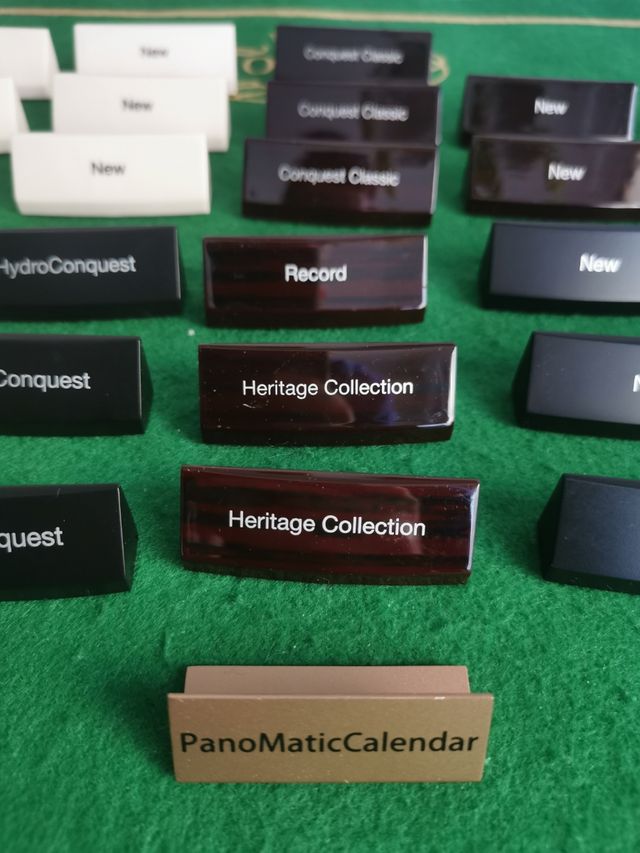 New
Conquest Classic
New
Conquest Classic
New
New
Conquest Classic
New
HydroConquest
Record
New
Conquest
Heritage Collection
quest
Heritage Collection
PanoMaticCalendar